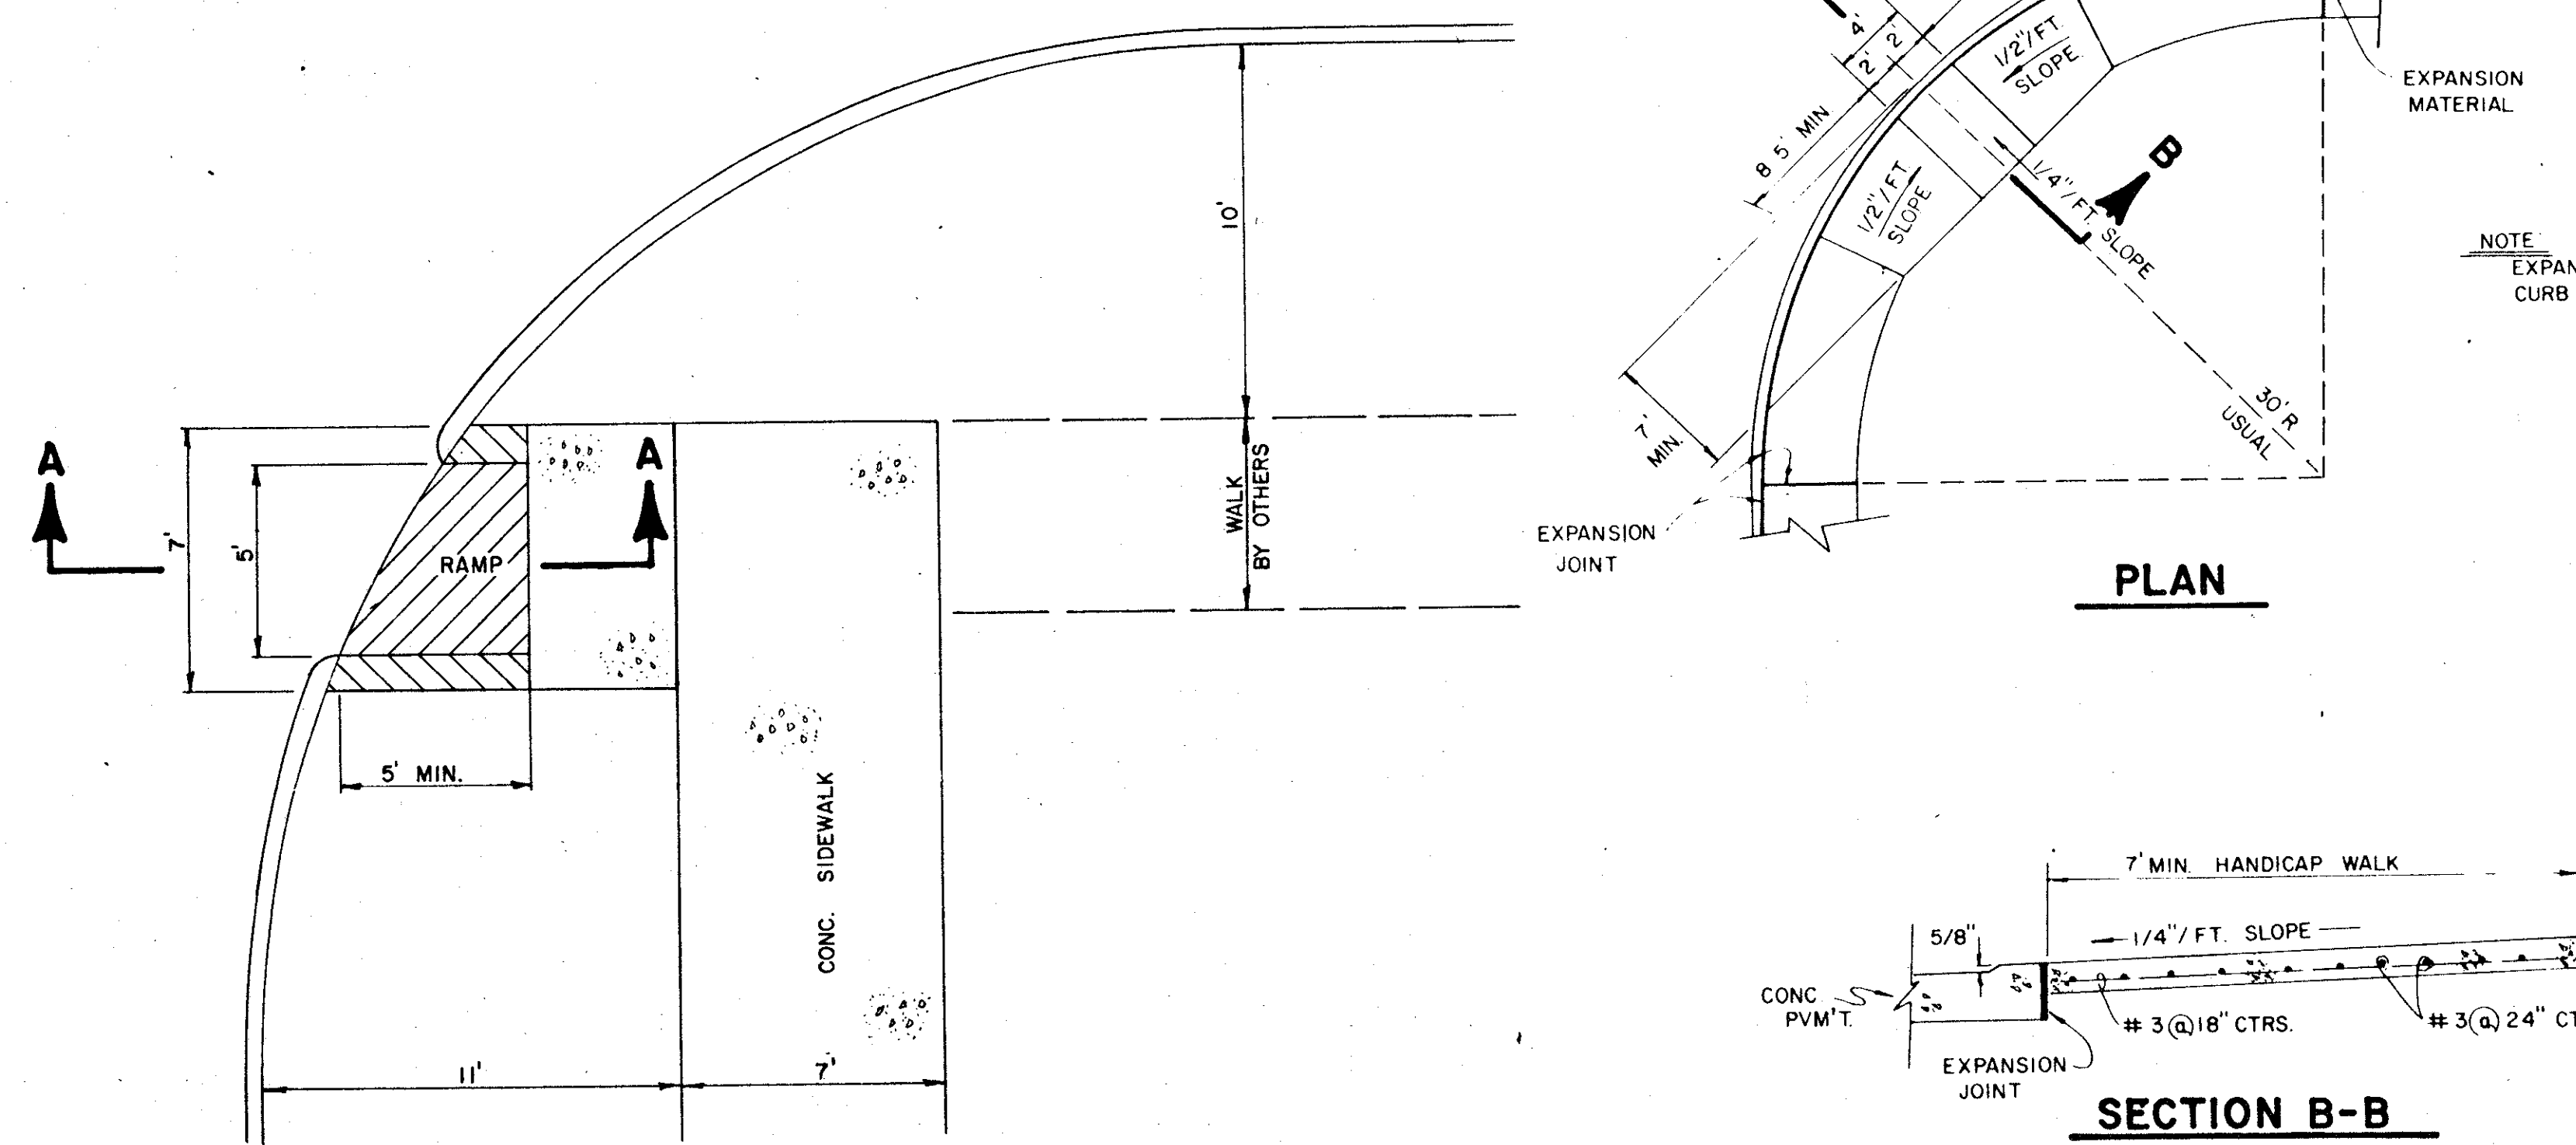 10'
A
A
7'
5'
RAMP
WALK
BY OTHERS
5' MIN.
CONC. SIDEWALK
11'
7'
4'
2'
2'
8 5' MIN
1/2"/FT.
SLOPE
1/2"/FT.
SLOPE
1/4"/FT. SLOPE
B
EXPANSION
MATERIAL
NOTE
CURB
30' R
USUAL
7'
MIN.
EXPANSION
JOINT
PLAN
7' MIN. HANDICAP WALK
5/8"
1/4"/FT. SLOPE
CONC.
PVM'T.
#3@18" CTRS.
#3@24"
EXPANSION
JOINT
SECTION B-B